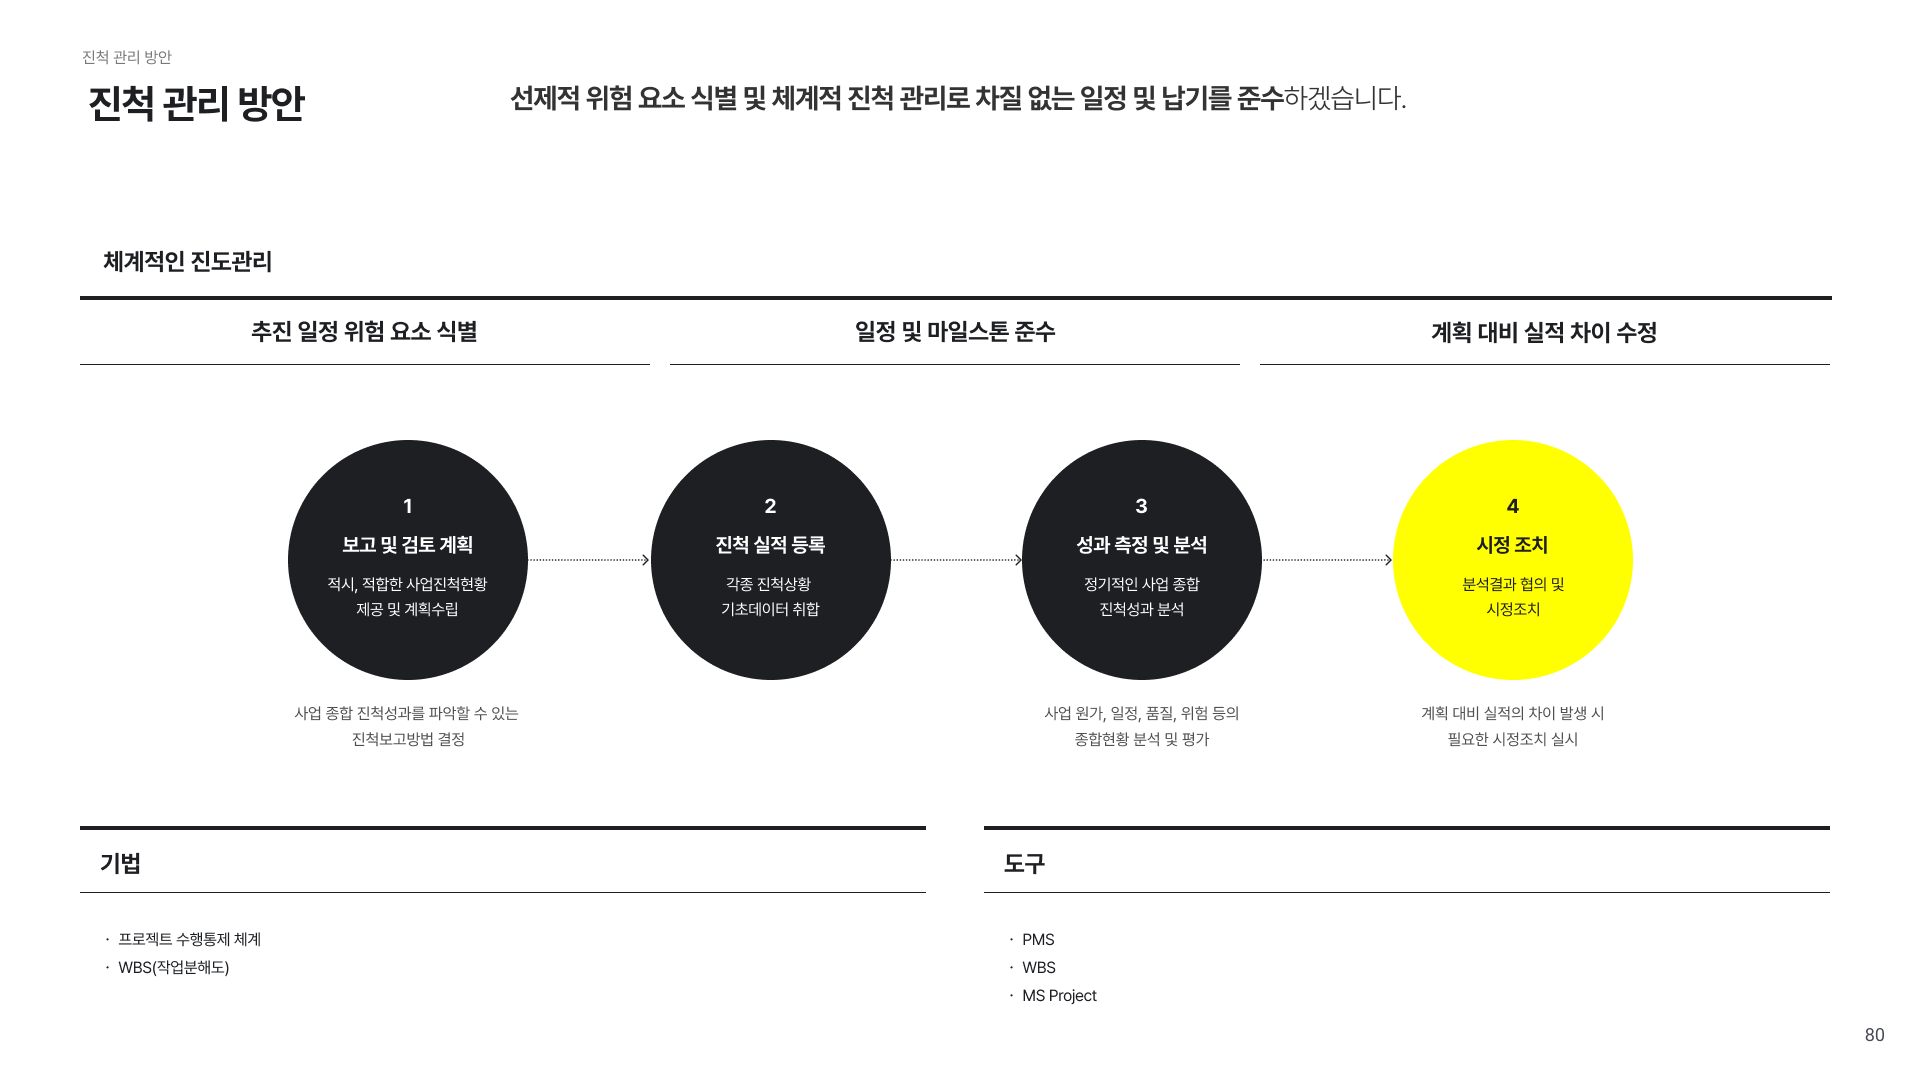 진척 관리 방안
진척 관리 방안
선제적 위험 요소 식별 및 체계적 진척 관리로 차질 없는 일정 및 납기를 준수하겠습니다.
체계적인 진도관리
추진 일정 위험 요소 식별
일정 및 마일스톤 준수
계획 대비 실적 차이 수정
1
보고 및 검토 계획
적시, 적합한 사업진척현황
제공 및 계획수립
사업 종합 진척성과를 파악할 수 있는
진척보고방법 결정
2
진척 실적 등록
각종 진척상황
기초데이터 취합
3
성과 측정 및 분석
정기적인 사업 종합
진척성과 분석
사업 원가, 일정, 품질, 위험 등의
종합현황 분석 및 평가
4
시정 조치
분석결과 협의 및
시정조치
계획 대비 실적의 차이 발생 시
필요한 시정조치 실시
기법
· 프로젝트 수행통제 체계
· WBS(작업분해도)
도구
· PMS
· WBS
· MS Project
80